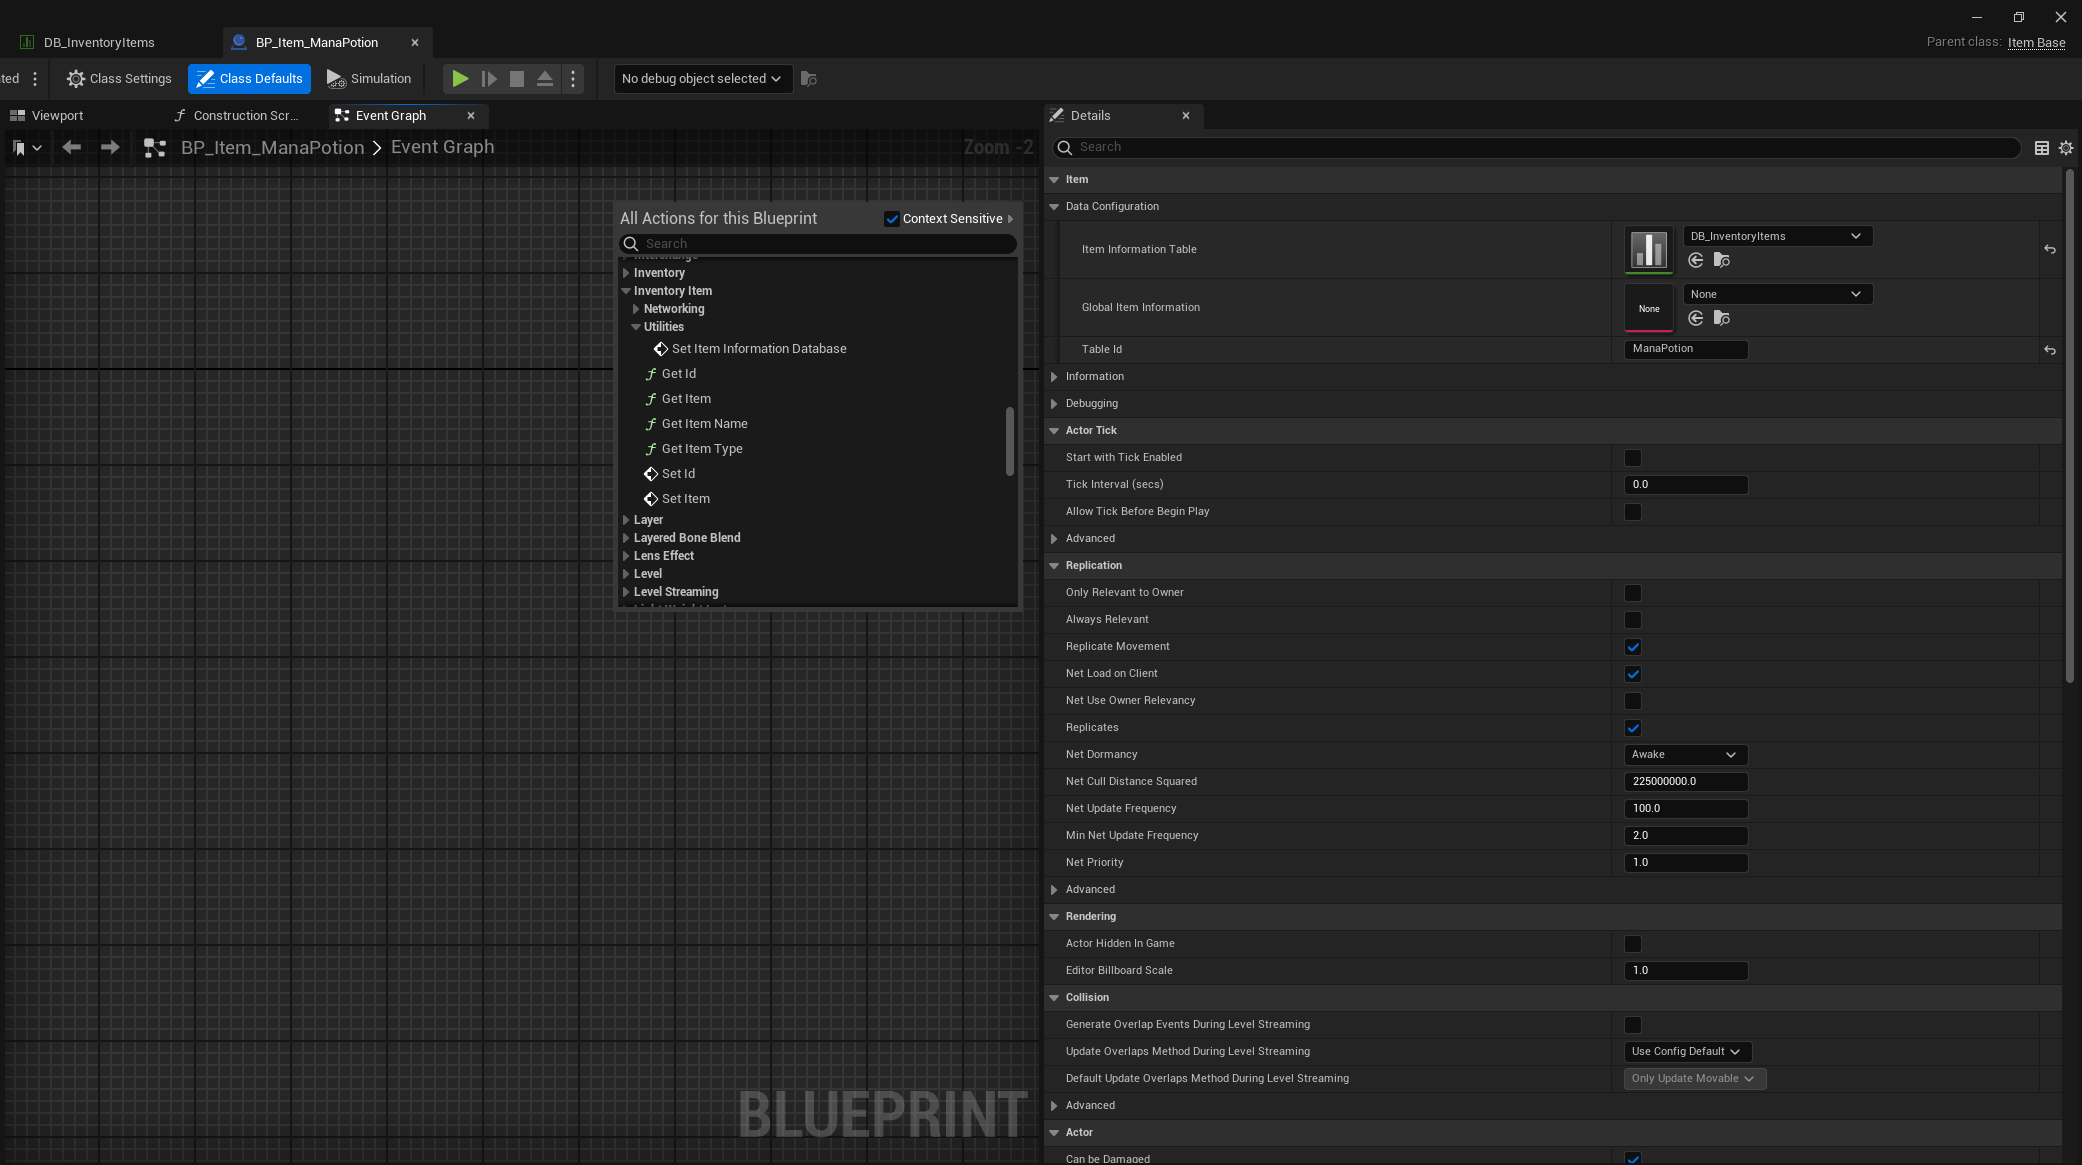 DB_InventoryItems
BP_Item_ManaPotion
Parent class: Item Base
ted
Class Settings
Class Defaults
Simulation
No debug object selected
Viewport
Construction Scr...
Event Graph
Details
BP_Item_ManaPotion > Event Graph
Zoom -2
Search
All Actions for this Blueprint
Context Sensitive
Search
Interchange
Inventory
Inventory Item
Networking
Utilities
Set Item Information Database
Get Id
Get Item
Get Item Name
Get Item Type
Set Id
Set Item
Layer
Layered Bone Blend
Lens Effect
Level
Level Streaming
BLUEPRINT
Item
Data Configuration
Item Information Table
DB_InventoryItems
Global Item Information
None
None
Table Id
ManaPotion
Information
Debugging
Actor Tick
Start with Tick Enabled
Tick Interval (secs)
0.0
Allow Tick Before Begin Play
Advanced
Replication
Only Relevant to Owner
Always Relevant
Replicate Movement
Net Load on Client
Net Use Owner Relevancy
Replicates
Net Dormancy
Awake
Net Cull Distance Squared
225000000.0
Net Update Frequency
100.0
Min Net Update Frequency
2.0
Net Priority
1.0
Advanced
Rendering
Actor Hidden In Game
Editor Billboard Scale
1.0
Collision
Generate Overlap Events During Level Streaming
Update Overlaps Method During Level Streaming
Use Config Default
Default Update Overlaps Method During Level Streaming
Only Update Movable
Advanced
Actor
Can be Damaged